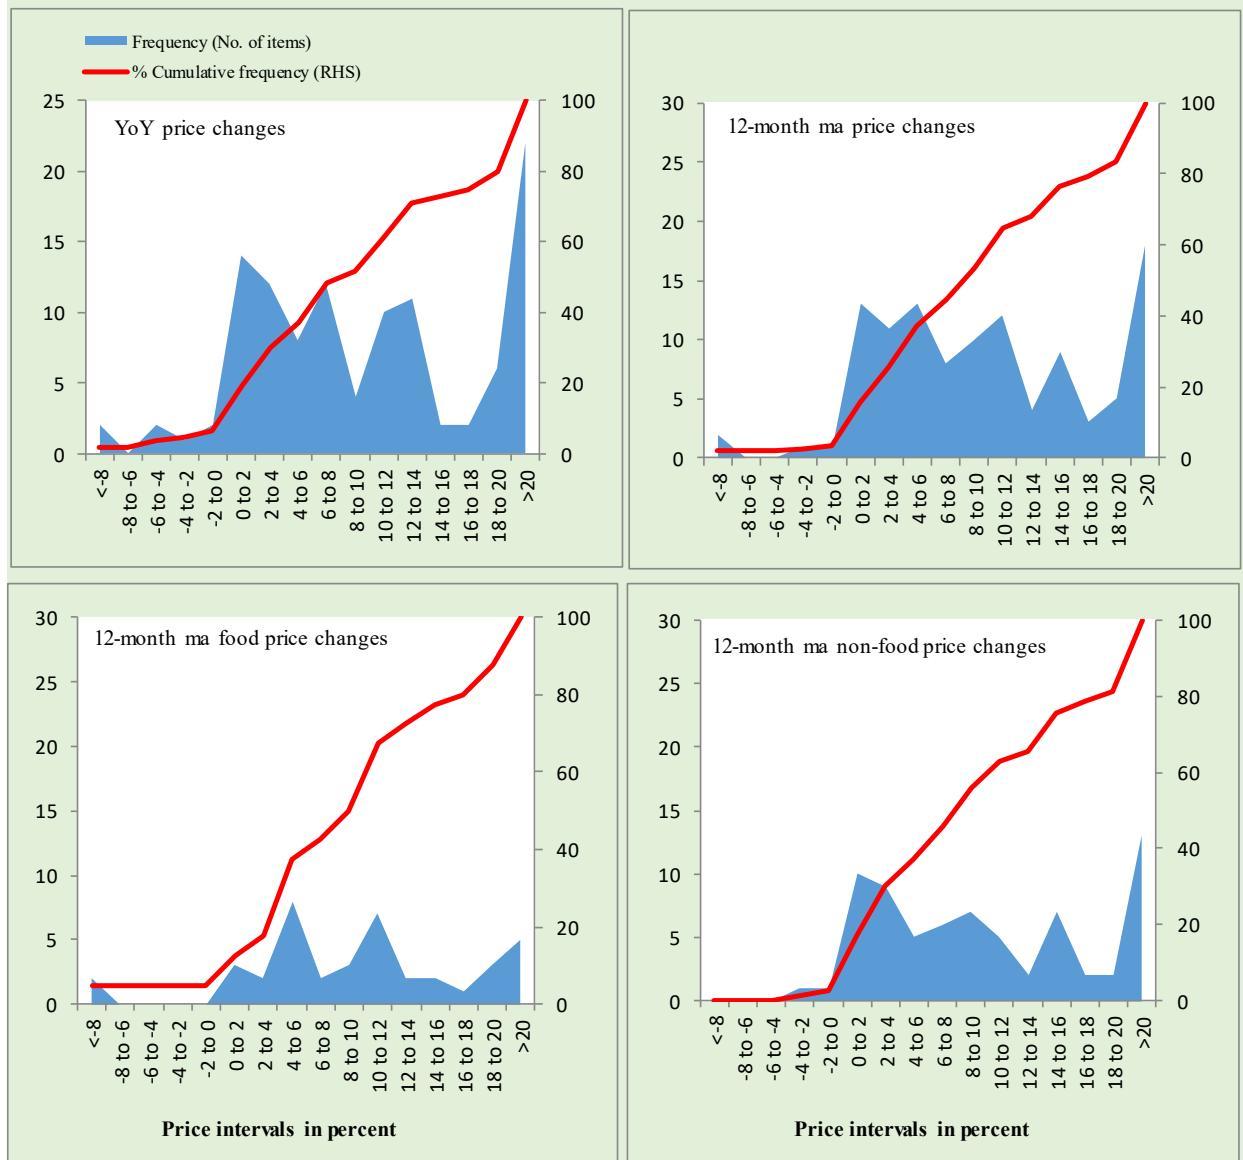 Frequency (No. of items)
% Cumulative frequency (RHS)
YoY price changes
25
20
15
10
5
0
100
80
60
40
20
0
<-8
-8 to -6
-6 to -4
-4 to -2
-2 to 0
0 to 2
2 to 4
4 to 6
6 to 8
8 to 10
10 to 12
12 to 14
14 to 16
16 to 18
18 to 20
>20
12-month ma price changes
30
25
20
15
10
5
0
100
80
60
40
20
0
<-8
-8 to -6
-6 to -4
-4 to -2
-2 to 0
0 to 2
2 to 4
4 to 6
6 to 8
8 to 10
10 to 12
12 to 14
14 to 16
16 to 18
18 to 20
>20
12-month ma food price changes
30
25
20
15
10
5
0
100
80
60
40
20
0
<-8
-8 to -6
-6 to -4
-4 to -2
-2 to 0
0 to 2
2 to 4
4 to 6
6 to 8
8 to 10
10 to 12
12 to 14
14 to 16
16 to 18
18 to 20
>20
Price intervals in percent
12-month ma non-food price changes
30
25
20
15
10
5
0
100
80
60
40
20
0
<-8
-8 to -6
-6 to -4
-4 to -2
-2 to 0
0 to 2
2 to 4
4 to 6
6 to 8
8 to 10
10 to 12
12 to 14
14 to 16
16 to 18
18 to 20
>20
Price intervals in percent